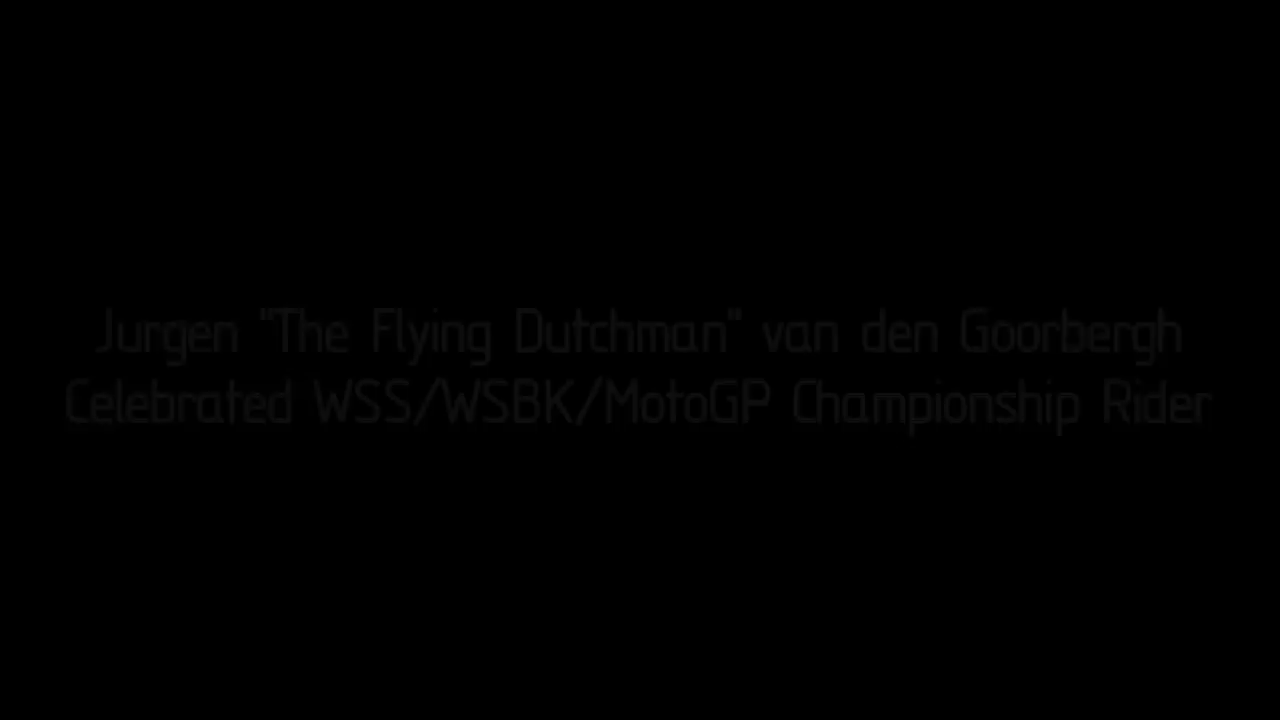 Jurgen "The Flying Dutchman" van den Goorbergh
Celebrated WSS/WSBK/MotoGP Championship Rider